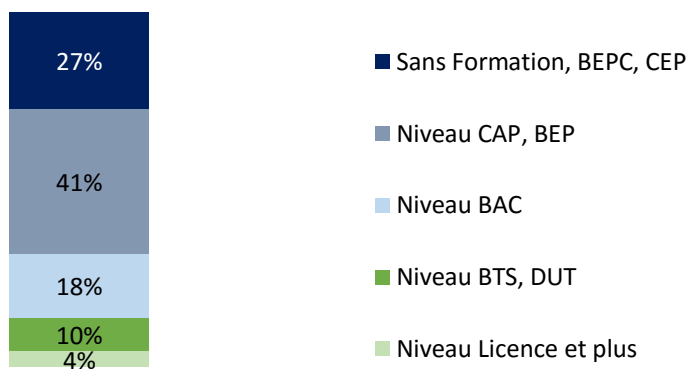 27%
41%
18%
10%
4%
Sans Formation, BEPC, CEP
Niveau CAP, BEP
Niveau BAC
Niveau BTS, DUT
Niveau Licence et plus